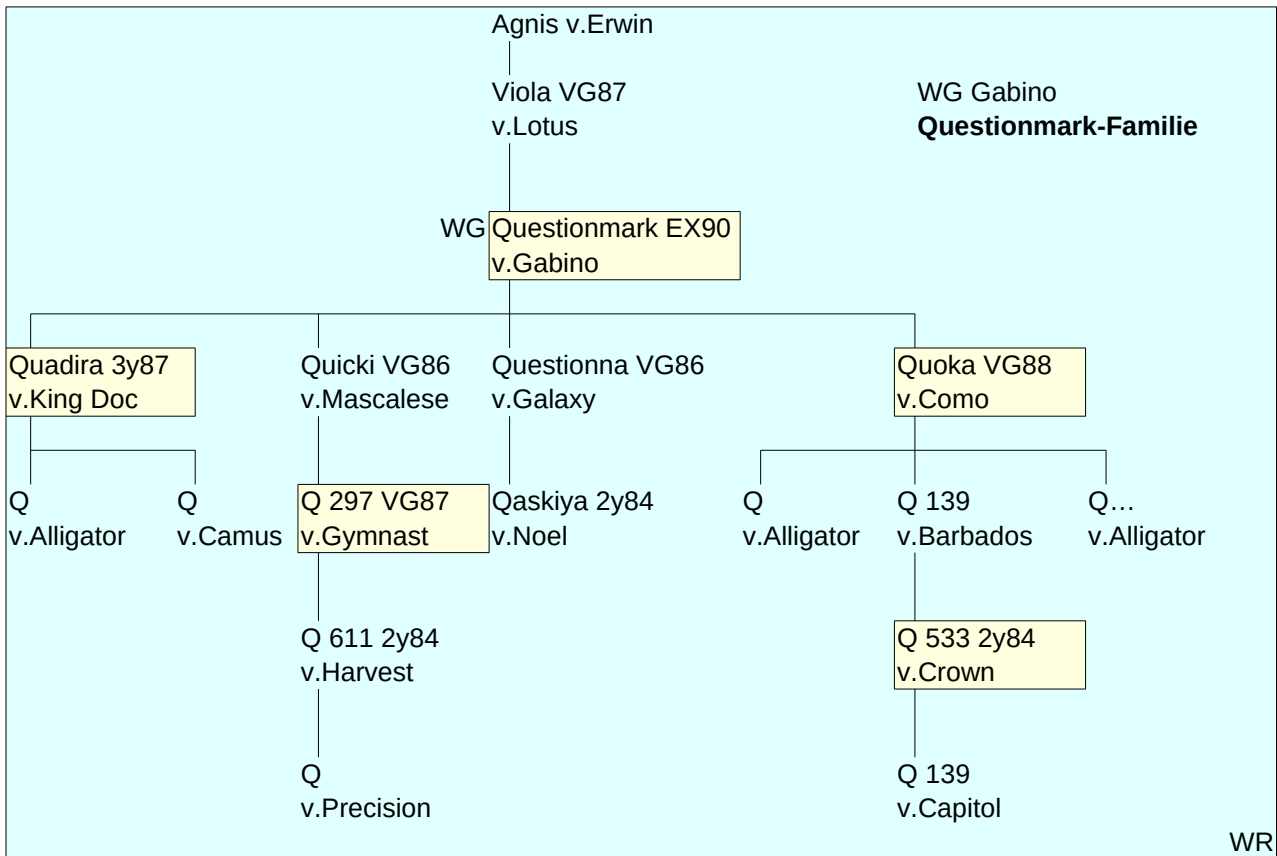 Agnis v.Erwin
Viola VG87
v.Lotus
WG Gabino
Questionmark-Familie
WG
Questionmark EX90
v.Gabino
Quadira 3y87
v.King Doc
Quicki VG86
v.Mascalese
Questionna VG86
v.Galaxy
Quoka VG88
v.Como
Q
v.Alligator
Q
v.Camus
Q 297 VG87
v.Gymnast
Qaskiya 2y84
v.Noel
Q
v.Alligator
Q 139
v.Barbados
Q…
v.Alligator
Q 611 2y84
v.Harvest
Q 533 2y84
v.Crown
Q
v.Precision
Q 139
v.Capitol
WR